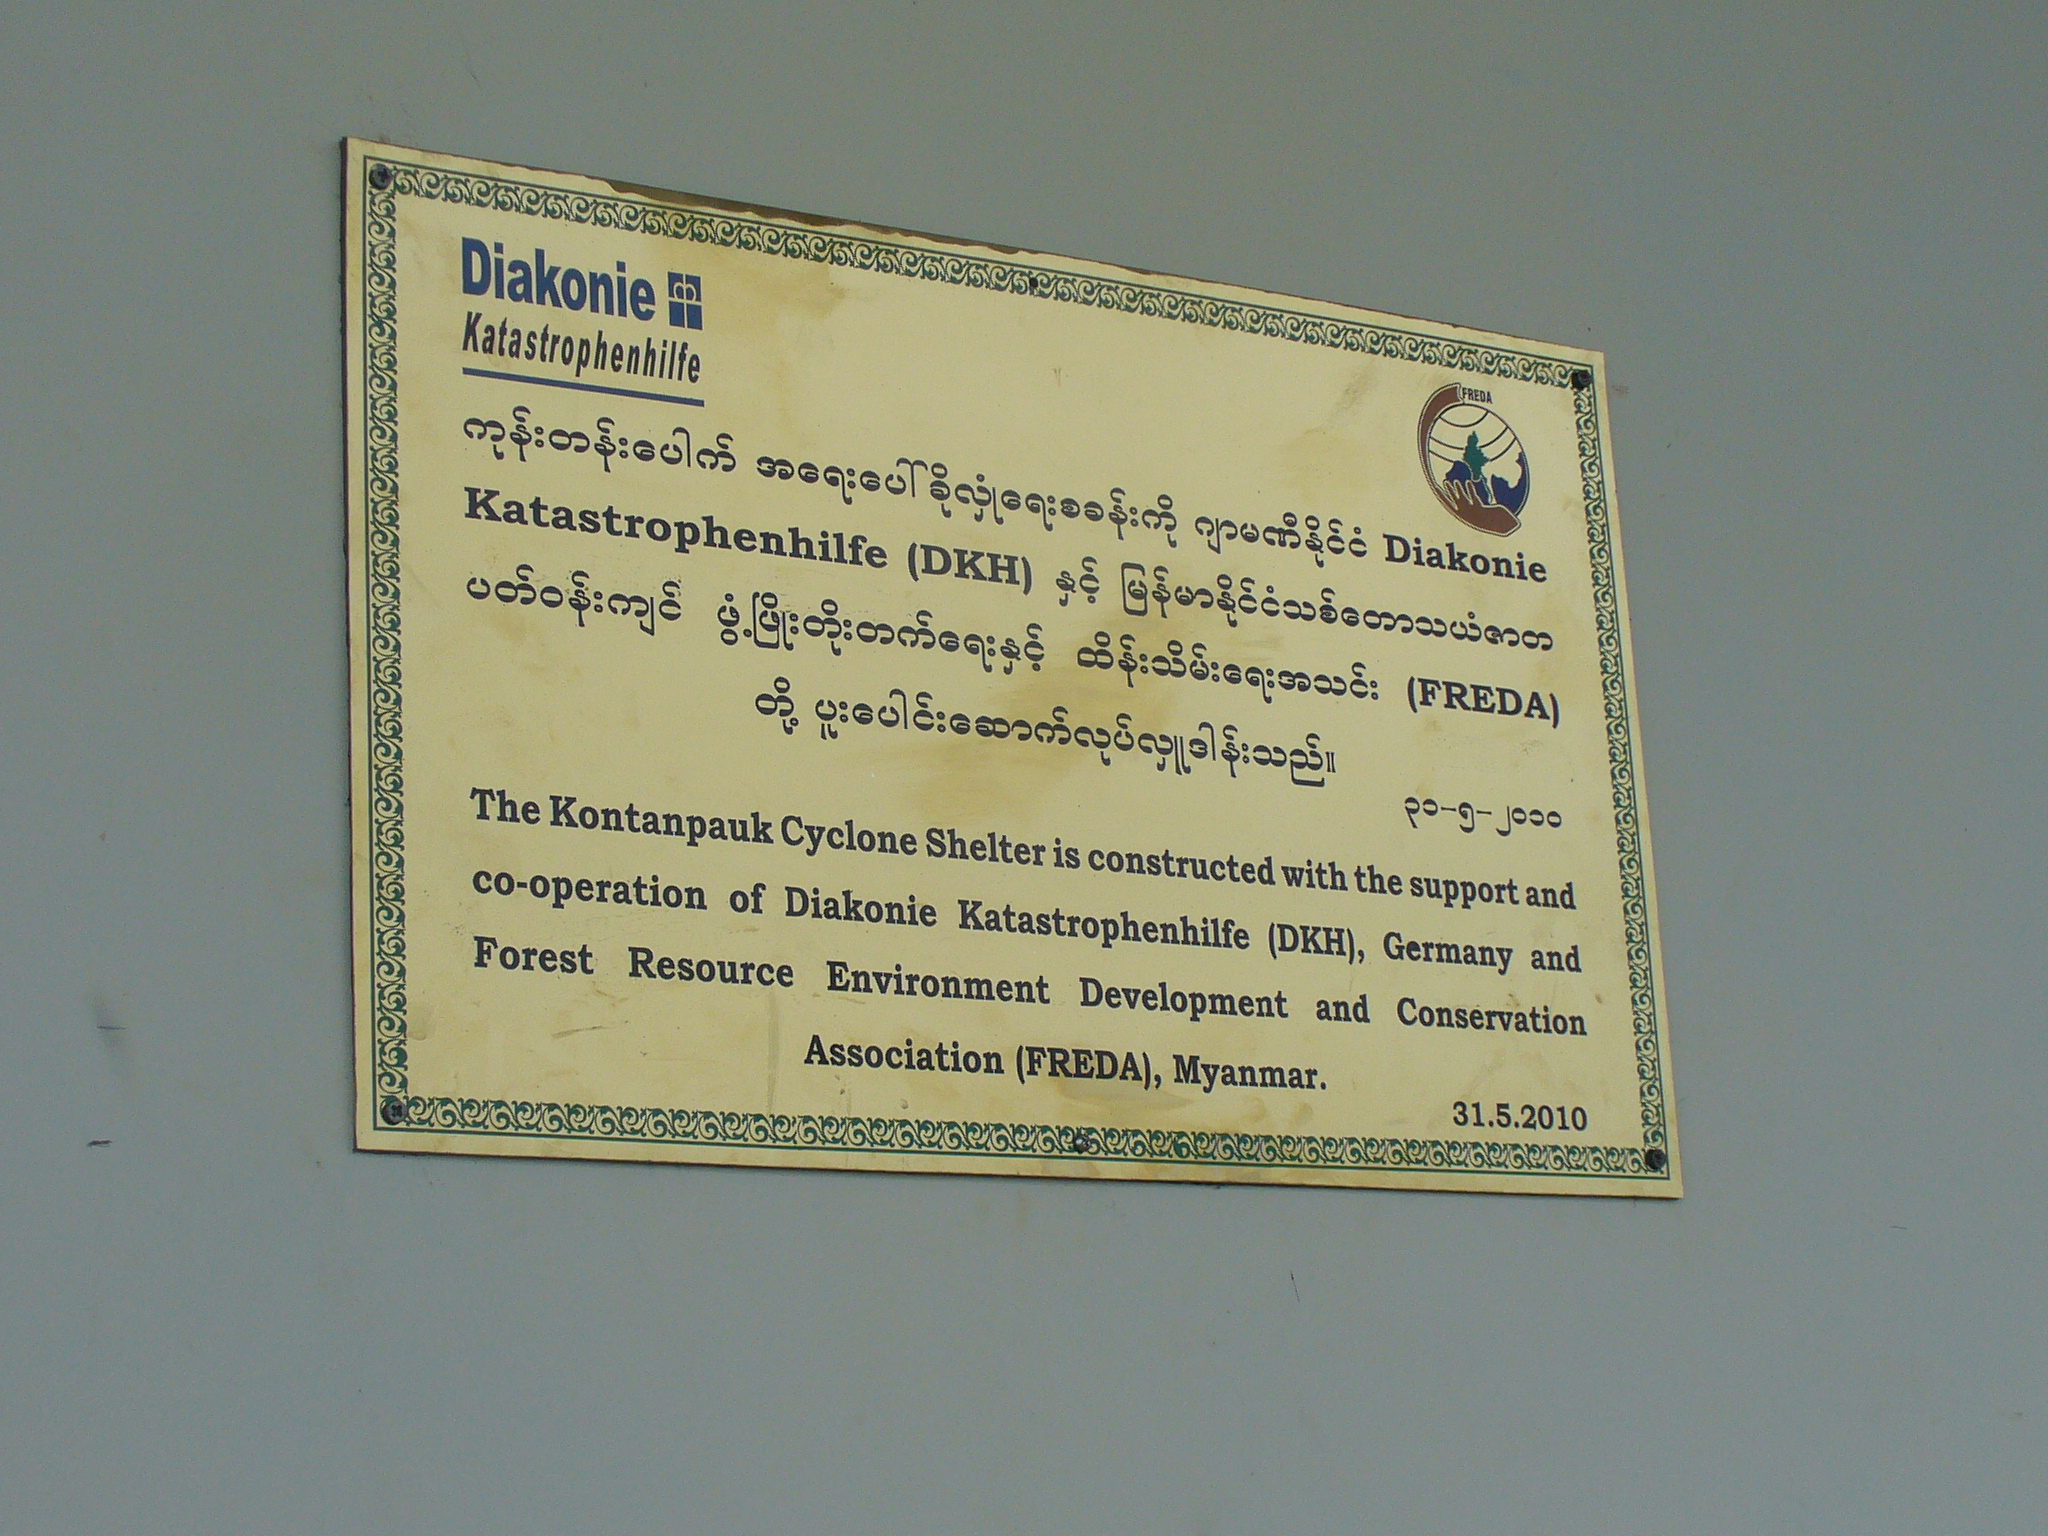 Diakonie
Katastrophenhilfe
FREDA
ကုန်းတန်းပေါက် အရေးပေါ်ခိုလှုံရေးစခန်းကို ဂျာမဏီနိုင်ငံ Diakonie
Katastrophenhilfe (DKH) နှင့် မြန်မာနိုင်ငံသစ်တောသယံဇာတ
ပတ်ဝန်းကျင် ဖွံ့ဖြိုးတိုးတက်ရေးနှင့် ထိန်းသိမ်းရေးအသင်း (FREDA)
တို့ ပူးပေါင်းဆောက်လုပ်လှူဒါန်းသည်။
၃၁-၅-၂၀၁၀
The Kontanpauk Cyclone Shelter is constructed with the support and
co-operation of Diakonie Katastrophenhilfe (DKH), Germany and
Forest Resource Environment Development and Conservation
Association (FREDA), Myanmar.
31.5.2010